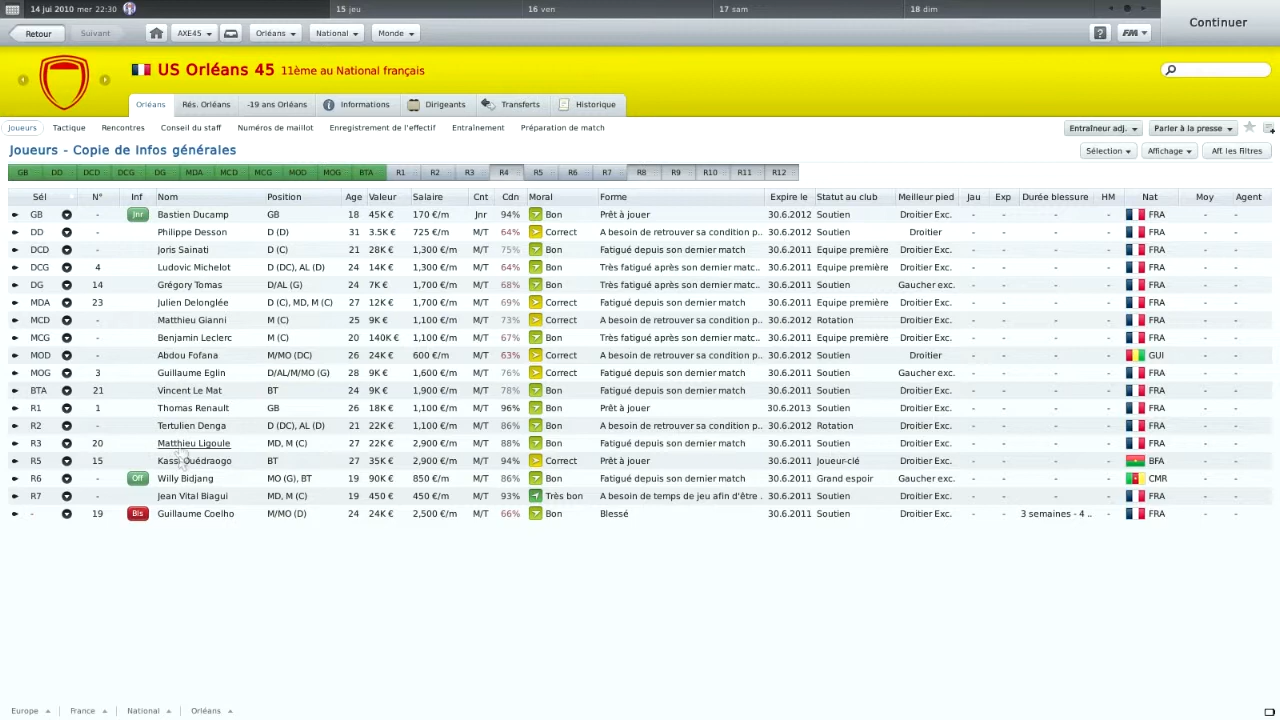 14 jui 2010 mer 22:30 15 jeu 16 ven 17 sam 18 dim
Retour Suivant AXE45 Orléans National Monde ? FM Continuer
US Orléans 45 11ème au National français
Orléans Rés. Orléans -19 ans Orléans Informations Dirigeants Transferts Historique
Joueurs Tactique Rencontres Conseil du staff Numéros de maillot Enregistrement de l'effectif Entraînement Préparation de match Entraîneur adj. Parler à la presse
Joueurs - Copie de Infos générales Sélection Affichage Aff. les Filtres
GB DD DCD DCG DG MDA MCD MCG MOD MOG BTA R1 R2 R3 R4 R5 R6 R7 R8 R9 R10 R11 R12
Sél N° Inf Nom Position Age Valeur Salaire Cnt Cdn Moral Forme Expire le Statut au club Meilleur pied Jau Exp Durée blessure HM Nat Moy Agent
GB - Jnr Bastien Ducamp GB 18 45K € 170 €/m Jnr 94% Bon Prêt à jouer 30.6.2012 Soutien Droitier Exc. - - - - FRA - -
DD - Philippe Desson D (D) 31 3.5K € 725 €/m M/T 64% Correct A besoin de retrouver sa condition p.. 30.6.2012 Soutien Droitier - - - - FRA - -
DCD - Joris Sainati D (C) 21 28K € 1,300 €/m M/T 75% Bon Fatigué depuis son dernier match 30.6.2011 Equipe première Droitier Exc. - - - - FRA - -
DCG 4 Ludovic Michelot D (DC), AL (D) 24 14K € 1,300 €/m M/T 64% Bon Très fatigué après son dernier matc.. 30.6.2011 Equipe première Droitier Exc. - - - - FRA - -
DG 14 Grégory Tomas D/AL (G) 24 7K € 1,700 €/m M/T 68% Bon Très fatigué après son dernier matc.. 30.6.2011 Soutien Gaucher exc. - - - - FRA - -
MDA 23 Julien Delonglée D (C), MD, M (C) 27 12K € 1,700 €/m M/T 69% Correct Fatigué depuis son dernier match 30.6.2011 Equipe première Droitier Exc. - - - - FRA - -
MCD - Matthieu Gianni M (C) 25 9K € 1,100 €/m M/T 73% Correct A besoin de retrouver sa condition p.. 30.6.2012 Rotation Droitier Exc. - - - - FRA - -
MCG - Benjamin Leclerc M (C) 20 140K € 1,100 €/m M/T 67% Bon Très fatigué après son dernier matc.. 30.6.2011 Equipe première Droitier Exc. - - - - FRA - -
MOD - Abdou Fofana M/MO (DC) 26 24K € 600 €/m M/T 63% Correct A besoin de retrouver sa condition p.. 30.6.2012 Soutien Droitier - - - - GUI - -
MOG 3 Guillaume Eglin D/AL/M/MO (G) 28 9K € 1,600 €/m M/T 76% Correct Fatigué depuis son dernier match 30.6.2011 Soutien Gaucher exc. - - - - FRA - -
BTA 21 Vincent Le Mat BT 24 9K € 1,900 €/m M/T 78% Bon Fatigué depuis son dernier match 30.6.2011 Soutien Droitier Exc. - - - - FRA - -
R1 1 Thomas Renault GB 26 18K € 1,100 €/m M/T 96% Bon Prêt à jouer 30.6.2013 Soutien Droitier Exc. - - - - FRA - -
R2 - Tertulien Denga D (DC), AL (D) 21 22K € 1,100 €/m M/T 86% Bon Fatigué depuis son dernier match 30.6.2012 Rotation Droitier Exc. - - - - FRA - -
R3 20 Matthieu Ligoule MD, M (C) 27 22K € 2,900 €/m M/T 88% Bon Fatigué depuis son dernier match 30.6.2011 Soutien Droitier Exc. - - - - FRA - -
R5 15 Kassi Ouédraogo BT 27 35K € 2,900 €/m M/T 94% Correct Prêt à jouer 30.6.2011 Joueur-clé Droitier Exc. - - - - BFA - -
R6 - Off Willy Bidjang MO (G), BT 19 90K € 850 €/m M/T 86% Bon Fatigué depuis son dernier match 30.6.2011 Grand espoir Gaucher exc. - - - - CMR - -
R7 - Jean Vital Biagui MD, M (C) 19 450 € 450 €/m M/T 93% Très bon A besoin de temps de jeu afin d'être . 30.6.2011 Soutien Droitier Exc. - - - - FRA - -
- 19 Bls Guillaume Coelho M/MO (D) 24 24K € 2,500 €/m M/T 66% Bon Blessé 30.6.2011 Soutien Droitier Exc. - - 3 semaines - 4 .. - FRA - -
Europe France National Orléans